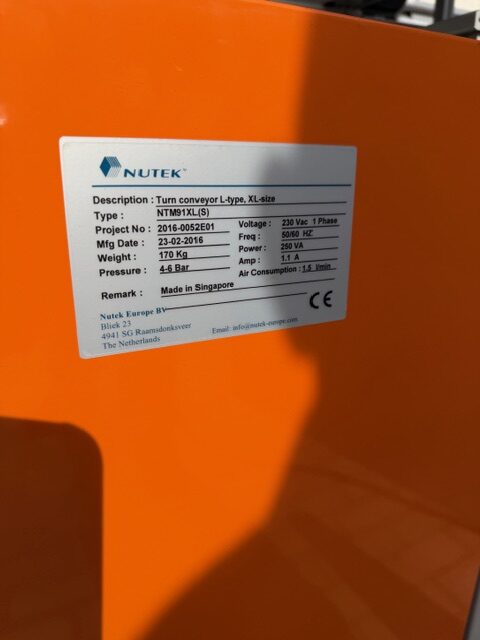 NUTEK™
Description : Turn conveyor L-type, XL-size
Type : NTM91XL(S)
Project No : 2016-0052E01
Mfg Date : 23-02-2016
Weight : 170 Kg
Pressure : 4-6 Bar
Voltage : 230 Vac 1 Phase
Freq : 50/60 HZ
Power : 250 VA
Amp : 1.1 A
Air Consumption : 1.5 l/min
Remark : Made in Singapore
CE
Nutek Europe BV
Bliek 23
4941 SG Raamsdonksveer
The Netherlands
Email: info@nutek-europe.com